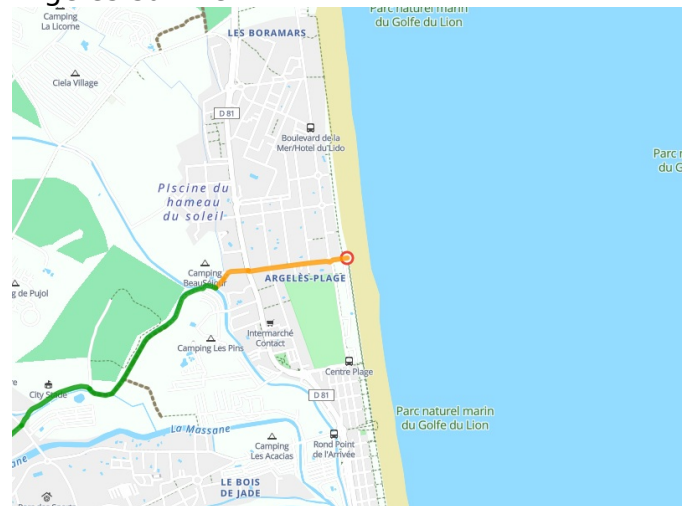 Camping
La Licorne
LES BORAMARS
Parc naturel marin
du Golfe du Lion
Ciela Village
D 81
Boulevard de la
Mer/Hotel du Lido
Parc
du G
Piscine du
hameau
du soleil
Camping
BeauSéjour
ARGELÈS-PLAGE
g de Pujol
Intermarché
Contact
Camping Les Pins
Centre Plage
City Stade
D 81
Parc naturel marin
du Golfe du Lion
La Massane
Camping
Les Acacias
Rond Point
de l'Arrivée
LE BOIS
DE JADE